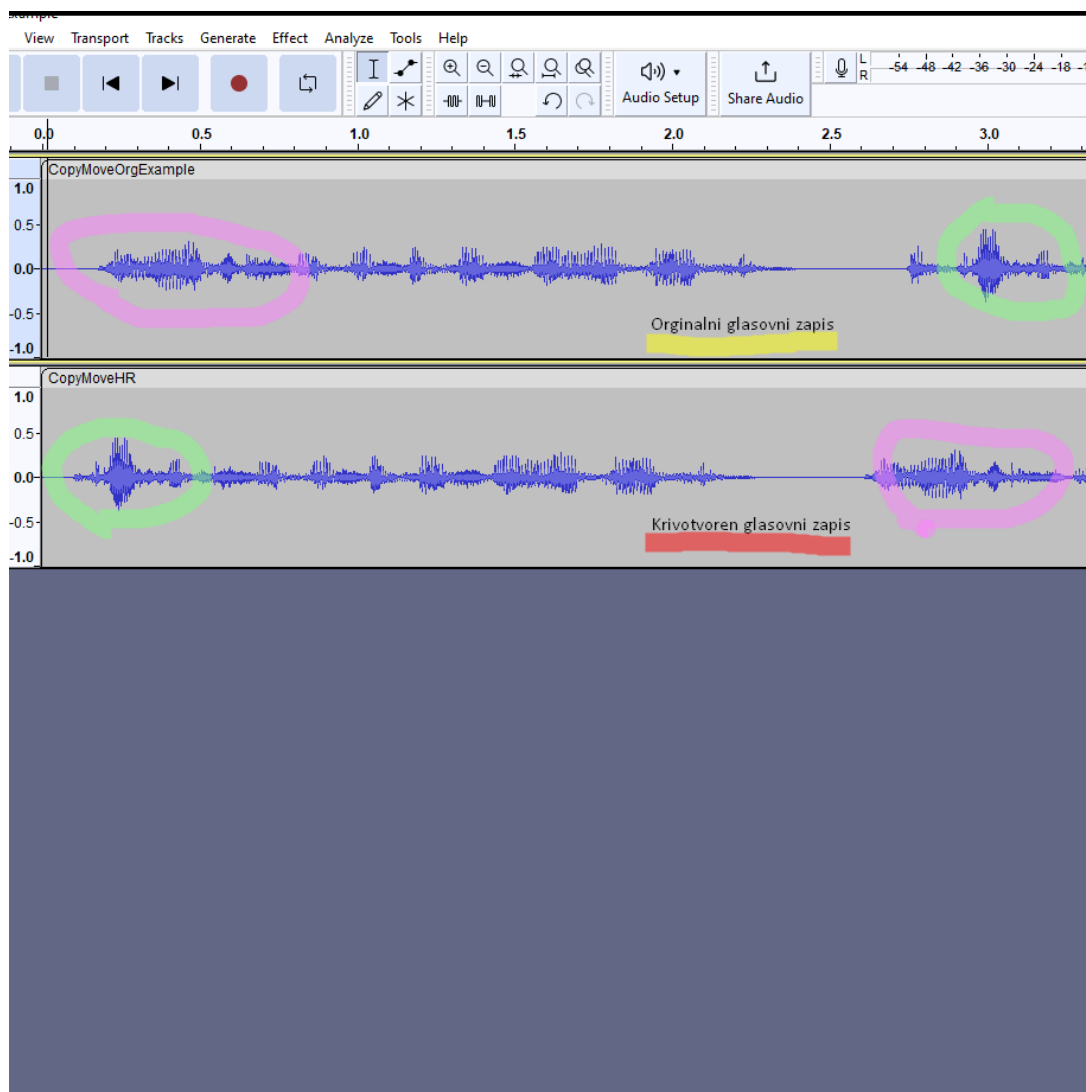 View Transport Tracks Generate Effect Analyze Tools Help
Audio Setup
Share Audio
L
R
-54 -48 -42 -36 -30 -24 -18
0.0 0.5 1.0 1.5 2.0 2.5 3.0
CopyMoveOrgExample
1.0
0.5
0.0
-0.5
-1.0
Orginalni glasovni zapis
CopyMoveHR
1.0
0.5
0.0
-0.5
-1.0
Krivotvoren glasovni zapis